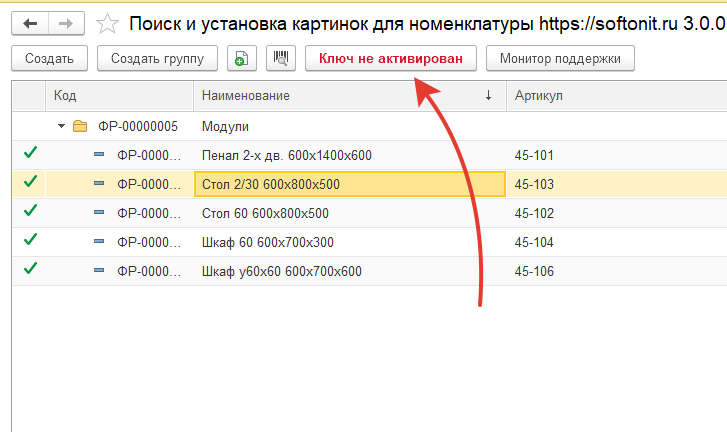 Поиск и установка картинок для номенклатуры https://softonit.ru 3.0.0
Создать Создать группу Ключ не активирован Монитор поддержки
Код Наименование ↓ Артикул
ФР-00000005 Модули
ФР-0000... Пенал 2-х дв. 600х1400х600 45-101
ФР-0000... Стол 2/30 600х800х500 45-103
ФР-0000... Стол 60 600х800х500 45-102
ФР-0000... Шкаф 60 600х700х300 45-104
ФР-0000... Шкаф у60х60 600х700х600 45-106